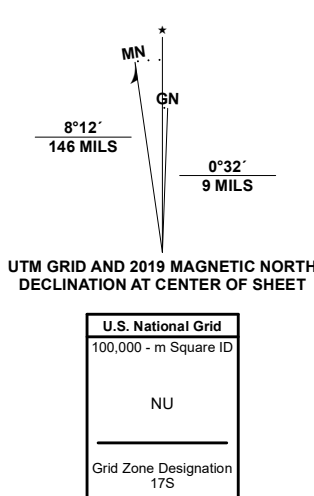 MN
GN
8°12´
146 MILS
0°32´
9 MILS
UTM GRID AND 2019 MAGNETIC NORTH
DECLINATION AT CENTER OF SHEET
U.S. National Grid
100,000 - m Square ID
NU
Grid Zone Designation
17S